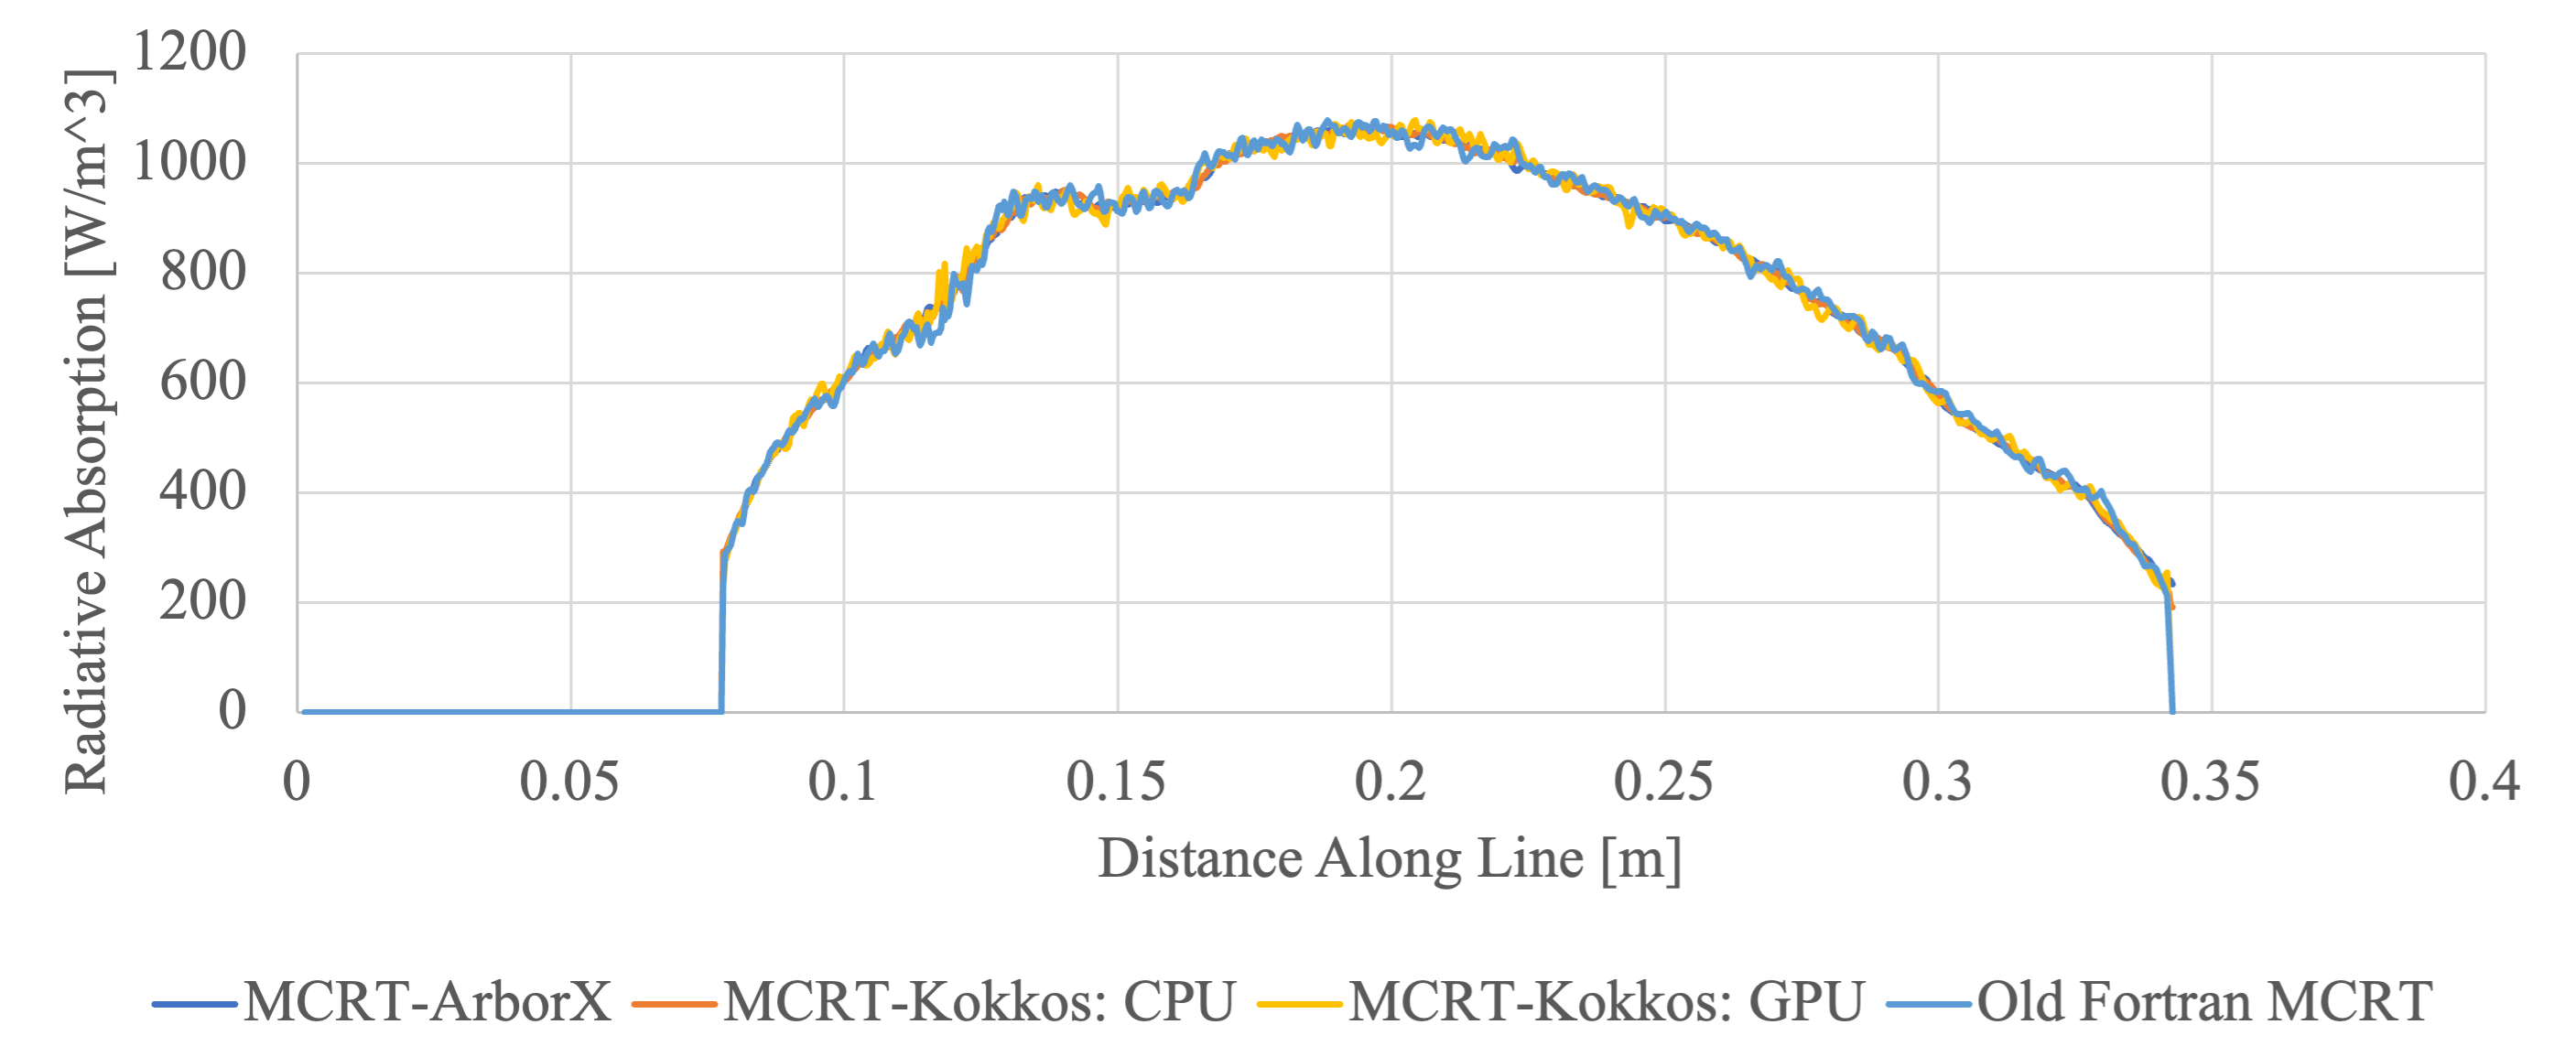 Radiative Absorption [W/m^3]
1200
1000
800
600
400
200
0
0 0.05 0.1 0.15 0.2 0.25 0.3 0.35 0.4
Distance Along Line [m]
MCRT-ArborX MCRT-Kokkos: CPU MCRT-Kokkos: GPU Old Fortran MCRT